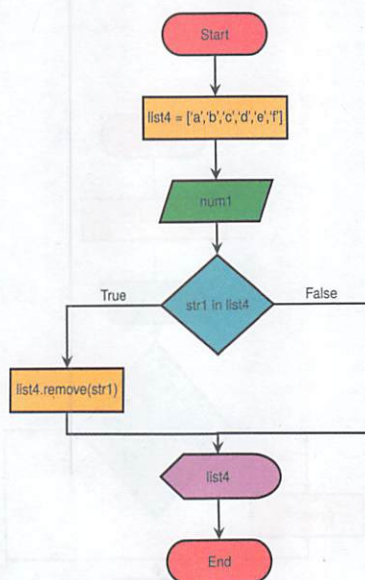 Start
list4 = ['a','b','c','d','e','f']
num1
str1 in list4
True
False
list4.remove(str1)
list4
End